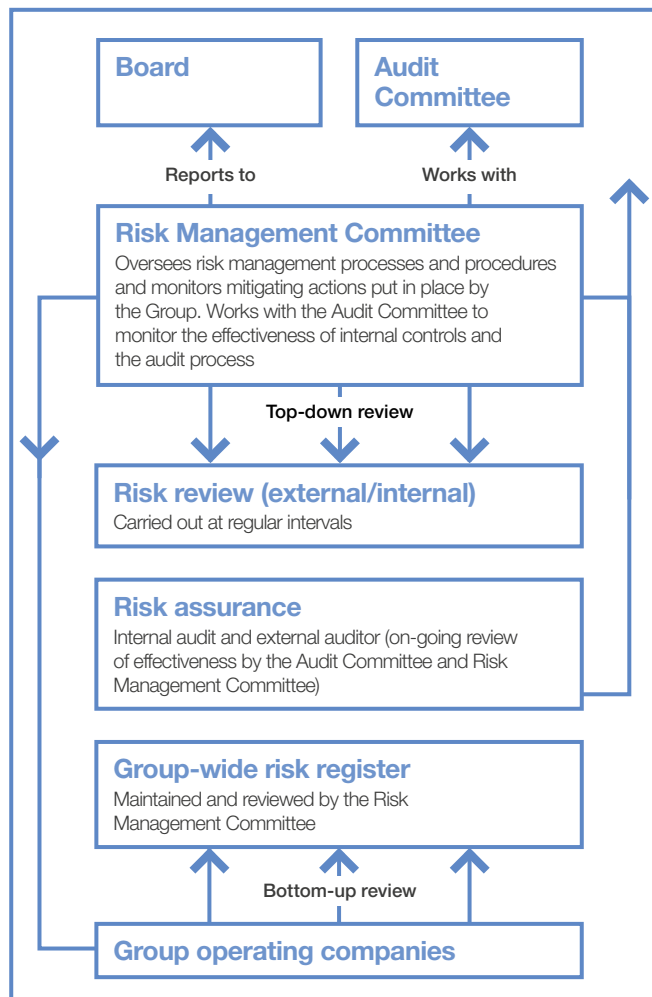 Board
Audit
Committee
Reports to
Works with
Risk Management Committee
Oversees risk management processes and procedures
and monitors mitigating actions put in place by
the Group. Works with the Audit Committee to
monitor the effectiveness of internal controls and
the audit process
Top-down review
Risk review (external/internal)
Carried out at regular intervals
Risk assurance
Internal audit and external auditor (on-going review
of effectiveness by the Audit Committee and Risk
Management Committee)
Group-wide risk register
Maintained and reviewed by the Risk
Management Committee
Bottom-up review
Group operating companies